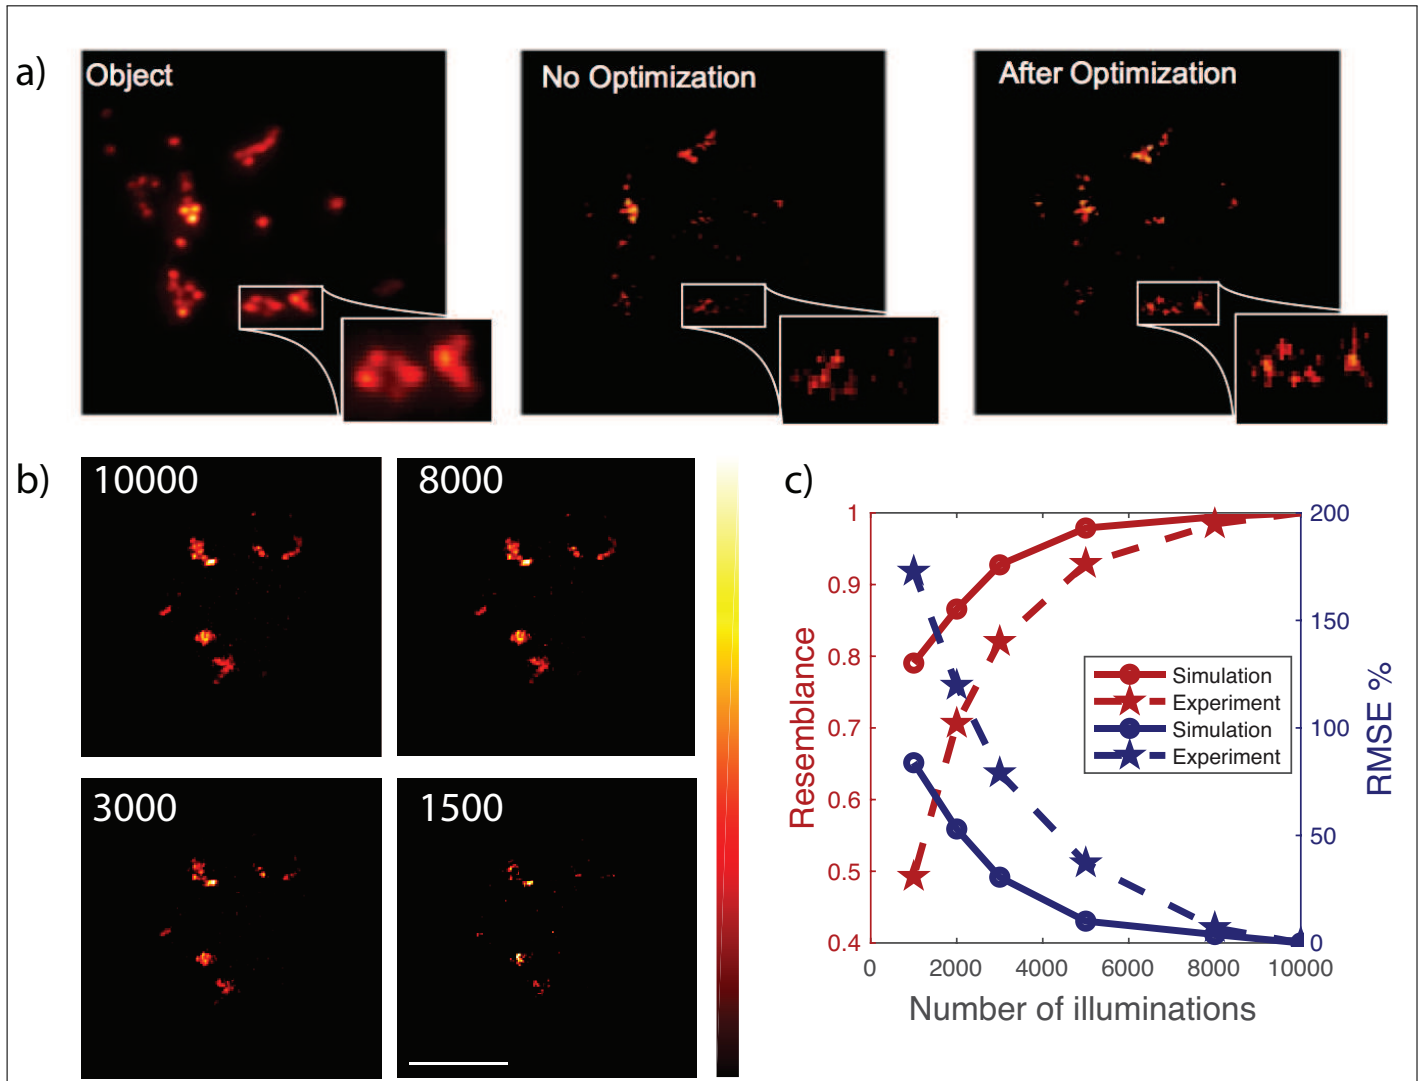 a)
Object
No Optimization
After Optimization
b)
10000
8000
3000
1500
c)
1
0.9
0.8
0.7
0.6
0.5
0.4
Resemblance
200
150
100
50
0
RMSE %
Simulation
Experiment
Simulation
Experiment
0
2000
4000
6000
8000
10000
Number of illuminations